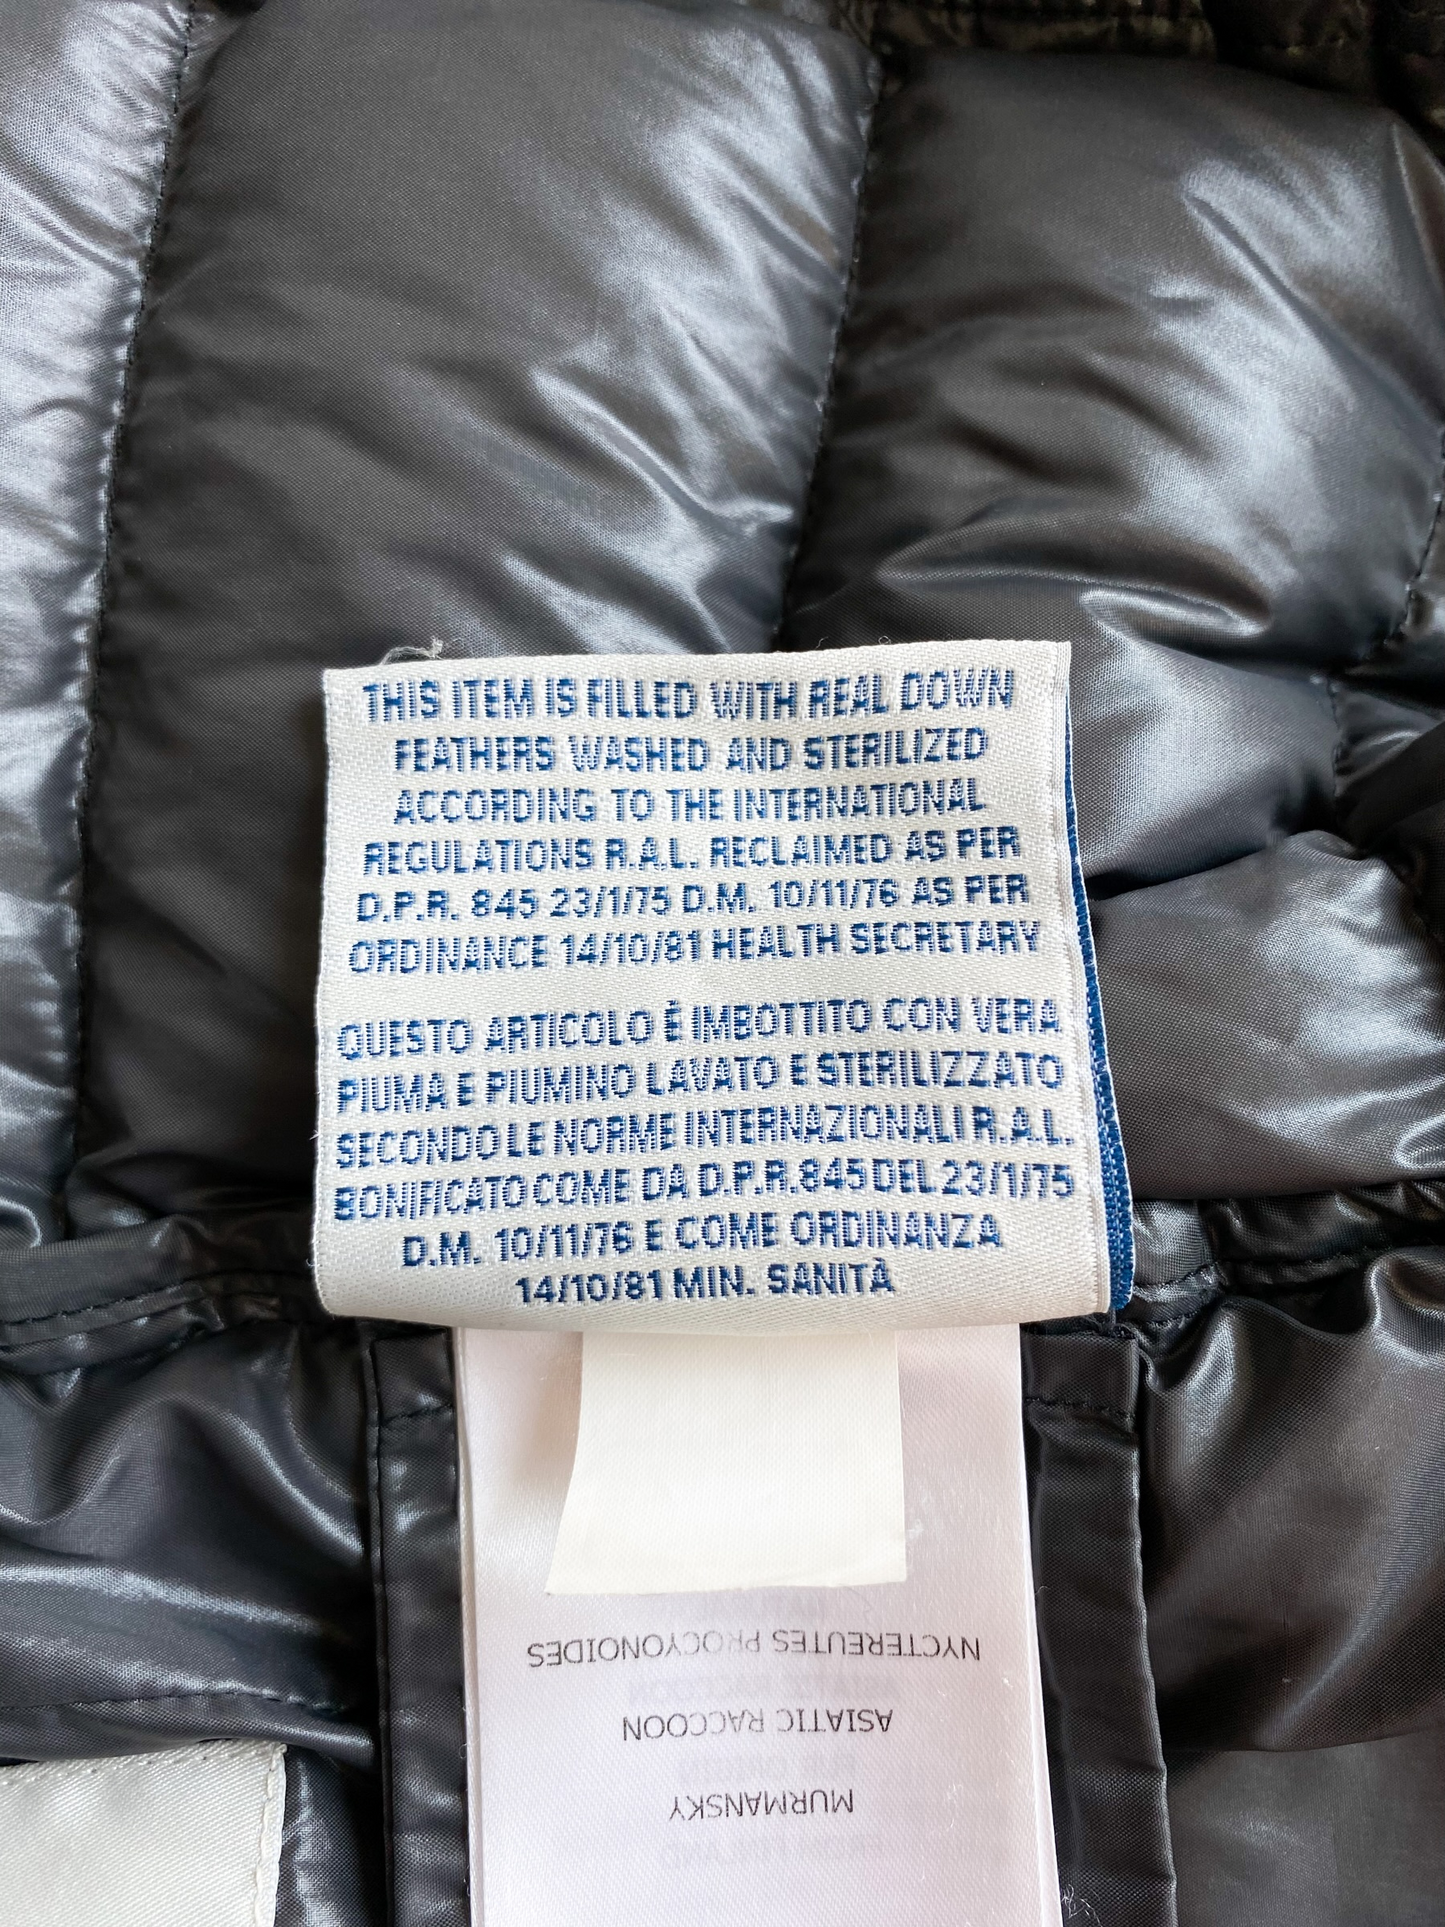 THIS ITEM IS FILLED WITH REAL DOWN
FEATHERS WASHED AND STERILIZED
ACCORDING TO THE INTERNATIONAL
REGULATIONS R.A.L. RECLAIMED AS PER
D.P.R. 845 23/1/75 D.M. 10/11/76 AS PER
ORDINANCE 14/10/81 HEALTH SECRETARY
QUESTO ARTICOLO È IMBOTTITO CON VERA
PIUMA E PIUMINO LAVATO E STERILIZZATO
SECONDO LE NORME INTERNAZIONALI R.A.L.
BONIFICATO COME DA D.P.R. 845 DEL 23/1/75
D.M. 10/11/76 E COME ORDINANZA
14/10/81 MIN. SANITÀ
MURMANSKY
ASIATIC RACCOON
NYCTEREUTES PROCYONOIDES